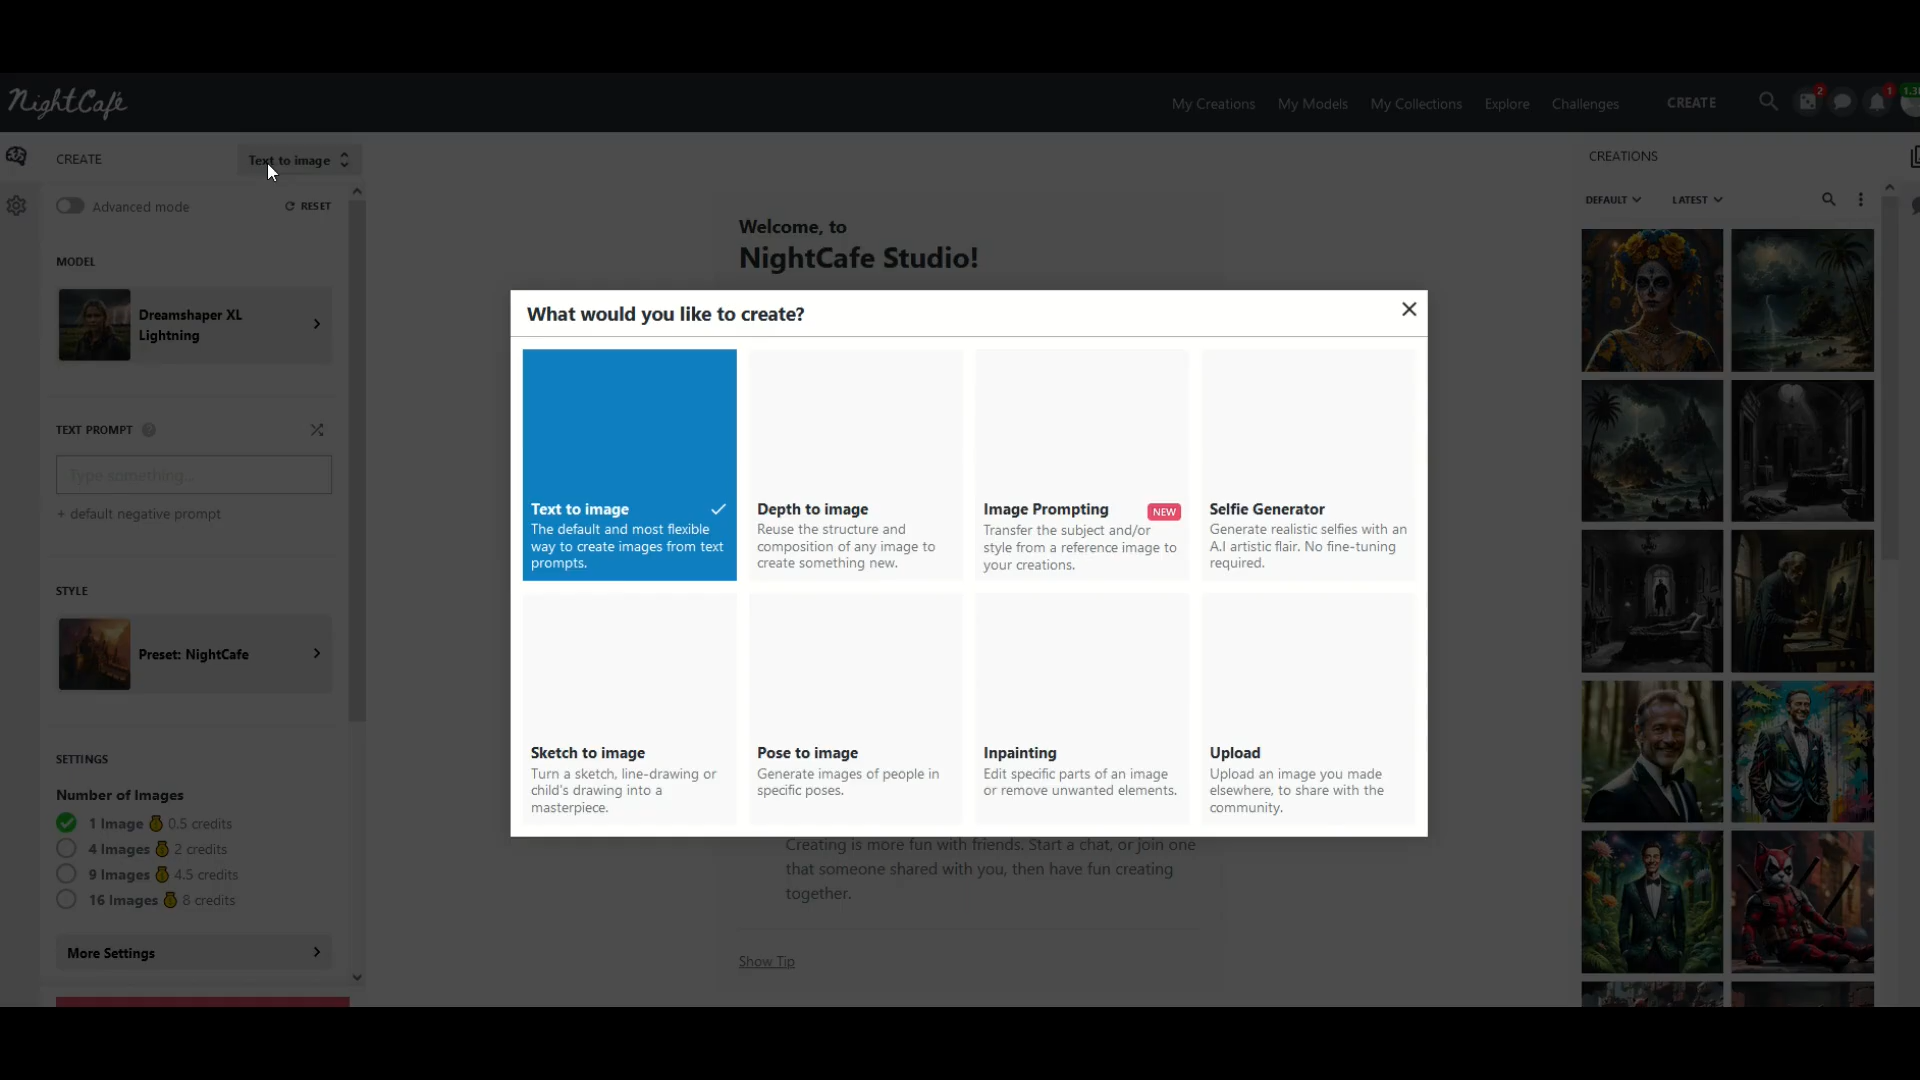 NightCafé
My Creations
My Models
My Collections
Explore
Challenges
CREATE
2
1
CREATE
Text to image
Advanced mode
RESET
MODEL
Dreamshaper XL
Lightning
TEXT PROMPT ?
Type something...
+ default negative prompt
STYLE
Preset: NightCafe
SETTINGS
Number of Images
1 Image 0.5 credits
4 Images 2 credits
9 Images 4.5 credits
16 Images 8 credits
More Settings
Welcome, to
NightCafe Studio!
What would you like to create?
Text to image
The default and most flexible
way to create images from text
prompts.
Depth to image
Reuse the structure and
composition of any image to
create something new.
Image Prompting NEW
Transfer the subject and/or
style from a reference image to
your creations.
Selfie Generator
Generate realistic selfies with an
A.I artistic flair. No fine-tuning
required.
Sketch to image
Turn a sketch, line-drawing or
child's drawing into a
masterpiece.
Pose to image
Generate images of people in
specific poses.
Inpainting
Edit specific parts of an image
or remove unwanted elements.
Upload
Upload an image you made
elsewhere, to share with the
community.
Creating is more fun with friends. Start a chat, or join one
that someone shared with you, then have fun creating
together.
Show Tip
CREATIONS
DEFAULT
LATEST